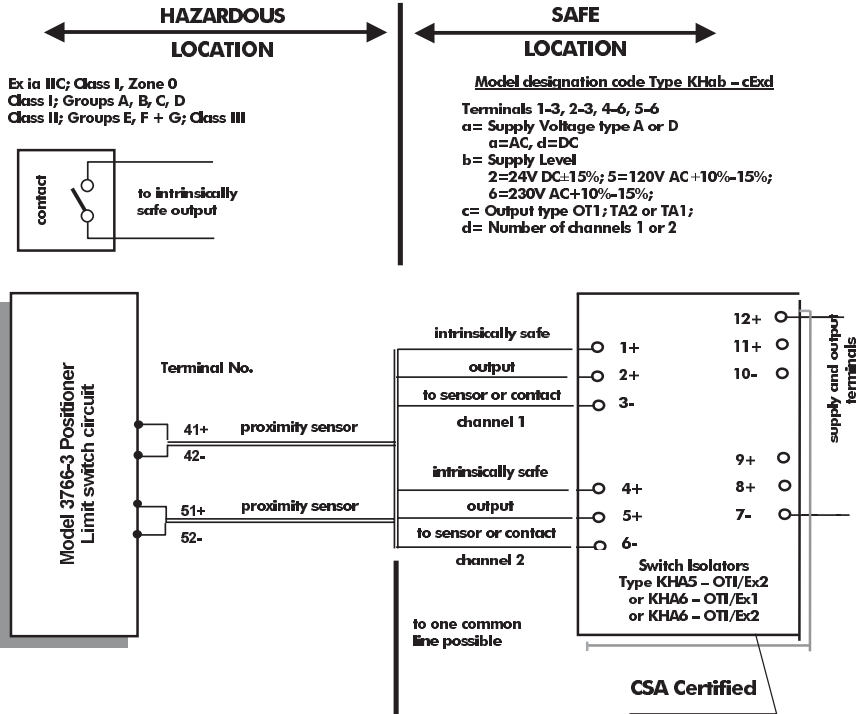 HAZARDOUS
LOCATION
SAFE
LOCATION
Ex ia IIC; Class I, Zone 0
Class I; Groups A, B, C, D
Class II; Groups E, F + G; Class III
contact
to intrinsically
safe output
Model designation code Type KHab – cExd
Terminals 1-3, 2-3, 4-6, 5-6
a= Supply Voltage type A or D
a=AC, d=DC
b= Supply Level
2=24V DC±15%; 5=120V AC+10%-15%;
6=230V AC+10%-15%;
c= Output type OT1; TA2 or TA1;
d= Number of channels 1 or 2
Model 3766-3 Positioner
Limit switch circuit
Terminal No.
41+
42-
proximity sensor
51+
52-
proximity sensor
intrinsically safe
output
to sensor or contact
channel 1
intrinsically safe
output
to sensor or contact
channel 2
1+
2+
3-
4+
5+
6-
12+
11+
10-
9+
8+
7-
supply and output
terminals
Switch Isolators
Type KHA5 – OTI/Ex2
or KHA6 – OTI/Ex1
or KHA6 – OTI/Ex2
to one common
line possible
CSA Certified